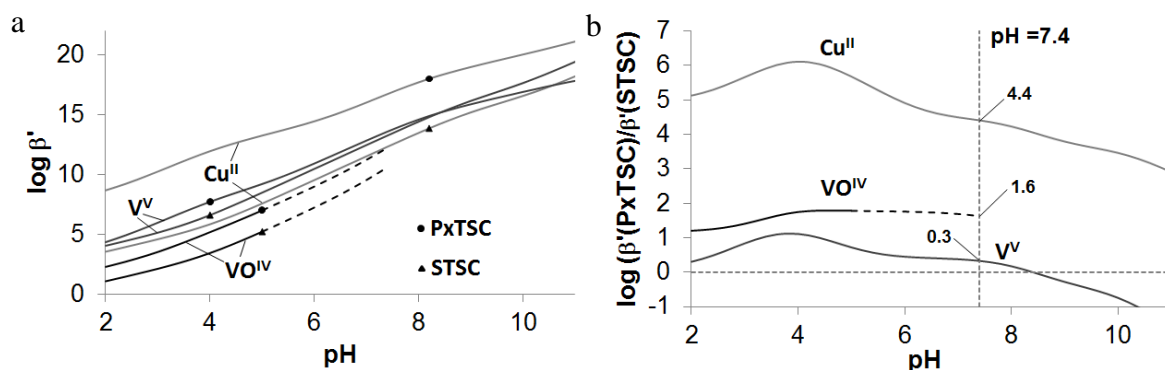 a
log β'
20
15
10
5
0
Cu^II
V^V
VO^IV
PxTSC
STSC
2 4 6 8 10
pH
b
log (β'(PxTSC)/β'(STSC)
7
6
5
4
3
2
1
0
-1
pH =7.4
Cu^II
4.4
VO^IV
1.6
0.3
V^V
2 4 6 8 10
pH